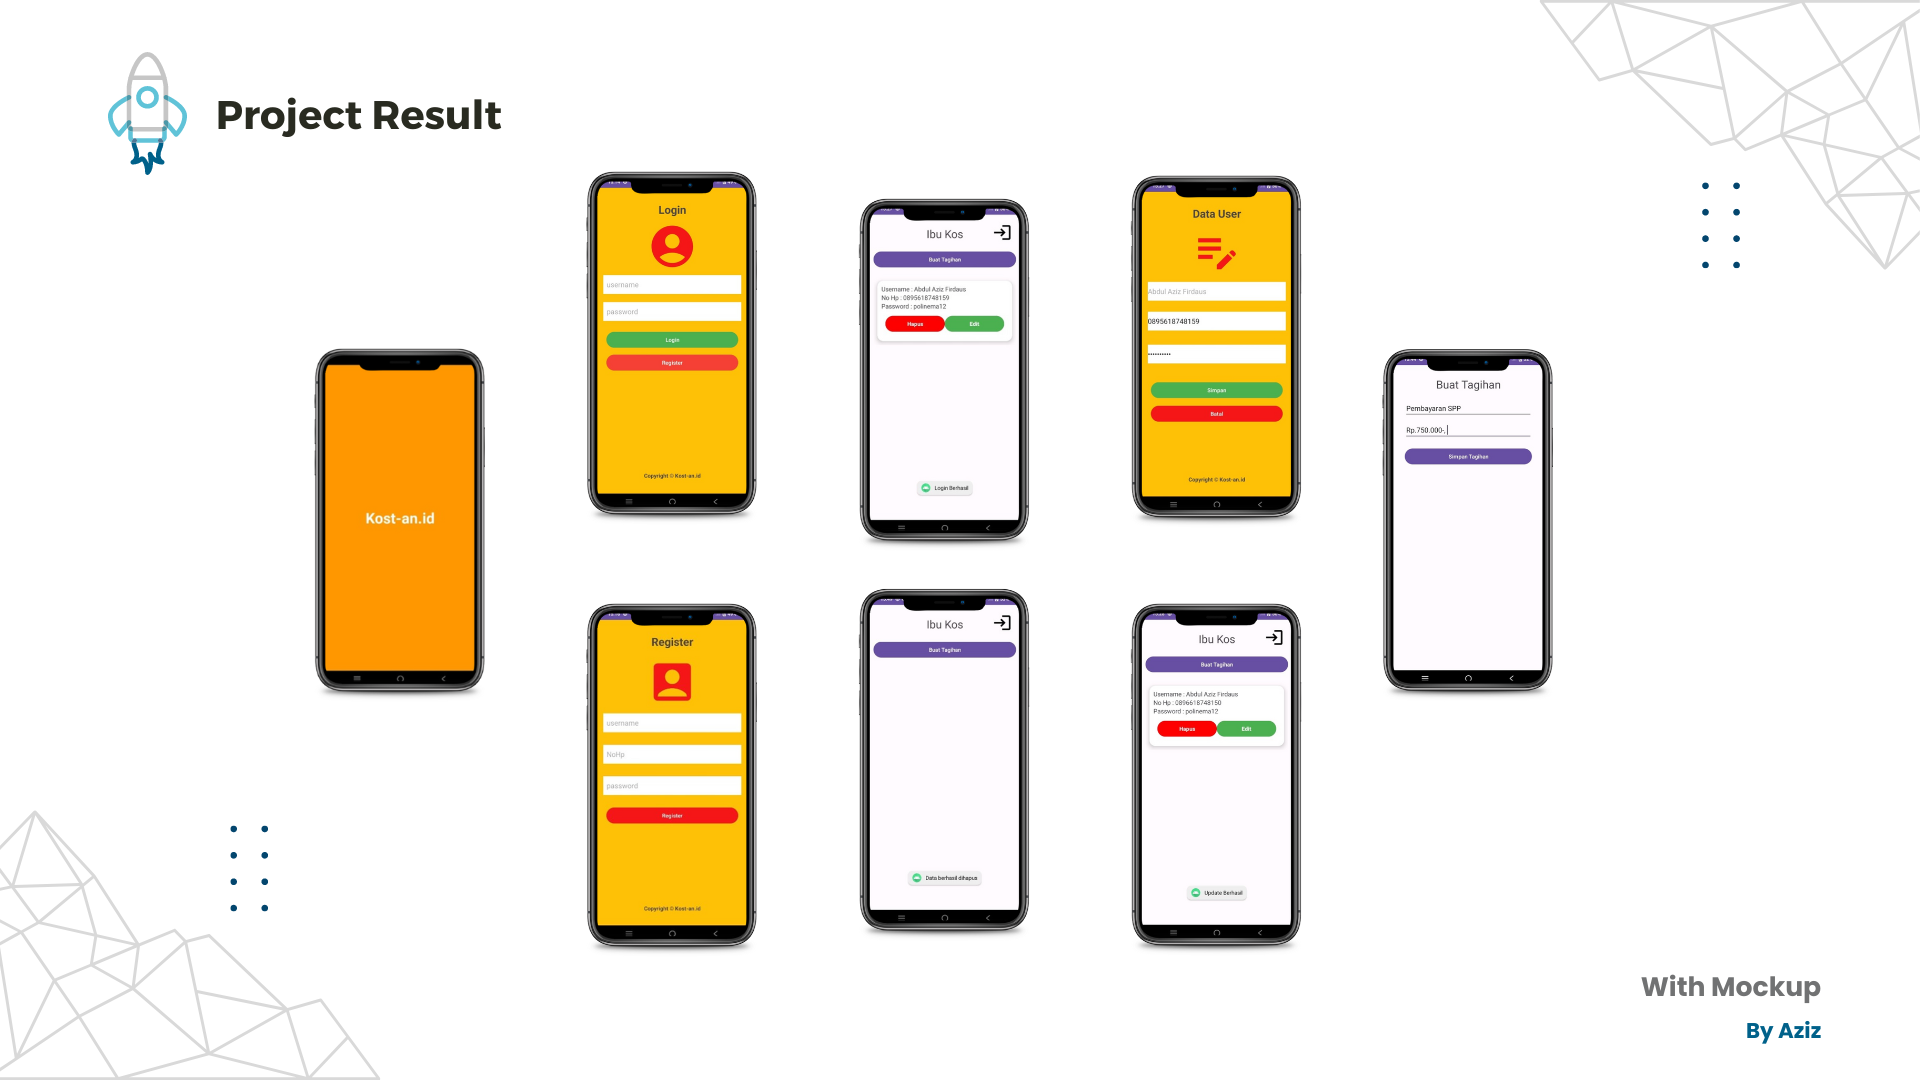 Project Result
Kost-an.id
Login
username
password
Login
Register
Copyright © Kost-an.id
Register
username
NoHp
password
Register
Copyright © Kost-an.id
Ibu Kos
Buat Tagihan
Username : Abdul Aziz Firdaus
No Hp : 0895618748159
Password : polinema12
Hapus
Edit
Login Berhasil
Ibu Kos
Buat Tagihan
Data berhasil dihapus
Data User
Abdul Aziz Firdaus
0895618748159
••••••••••
Simpan
Batal
Copyright © Kost-an.id
Ibu Kos
Buat Tagihan
Username : Abdul Aziz Firdaus
No Hp : 0896618748150
Password : polinema12
Hapus
Edit
Update Berhasil
Buat Tagihan
Pembayaran SPP
Rp.750.000-,
Simpan Tagihan
With Mockup
By Aziz